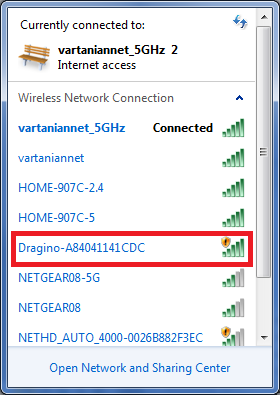 Currently connected to:
vartaniannet_5GHz 2
Internet access
Wireless Network Connection
vartaniannet_5GHz Connected
vartaniannet
HOME-907C-2.4
HOME-907C-5
Dragino-A84041141CDC
NETGEAR08-5G
NETGEAR08
NETHD_AUTO_4000-0026B882F3EC
Open Network and Sharing Center